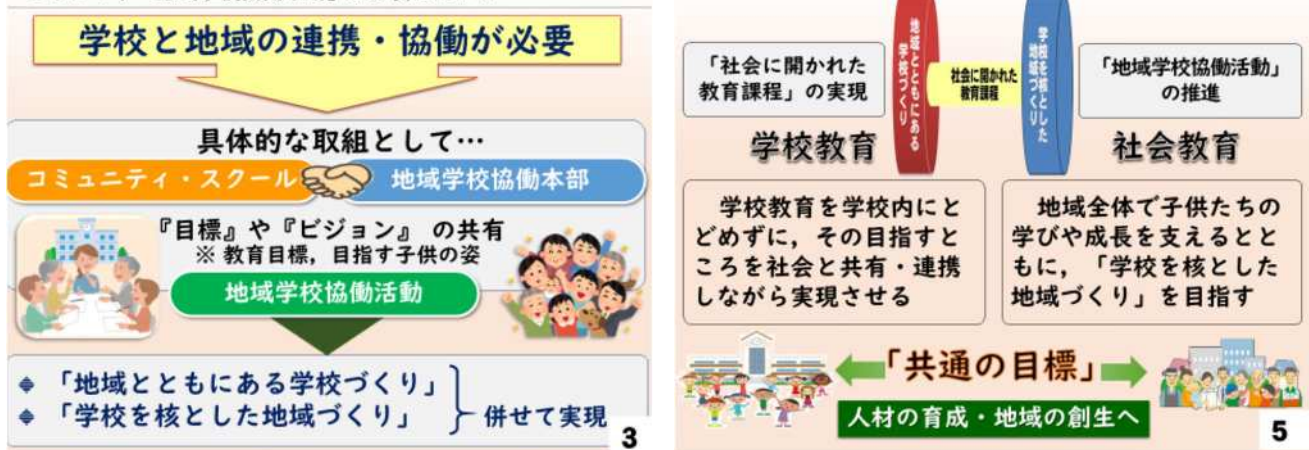 学校と地域の連携・協働が必要
具体的な取組として…
コミュニティ・スクール
地域学校協働本部
『目標』や『ビジョン』 の共有
※ 教育目標，目指す子供の姿
地域学校協働活動
「地域とともにある学校づくり」
「学校を核とした地域づくり」
併せて実現
3
「社会に開かれた
教育課程」の実現
地域とともにある
学校づくり
社会に開かれた
教育課程
学校を核とした
地域づくり
「地域学校協働活動」
の推進
学校教育
社会教育
学校教育を学校内にと
どめずに，その目指すと
ころを社会と共有・連携
しながら実現させる
地域全体で子供たちの
学びや成長を支えるとと
もに，「学校を核とした
地域づくり」を目指す
「共通の目標」
人材の育成・地域の創生へ
5